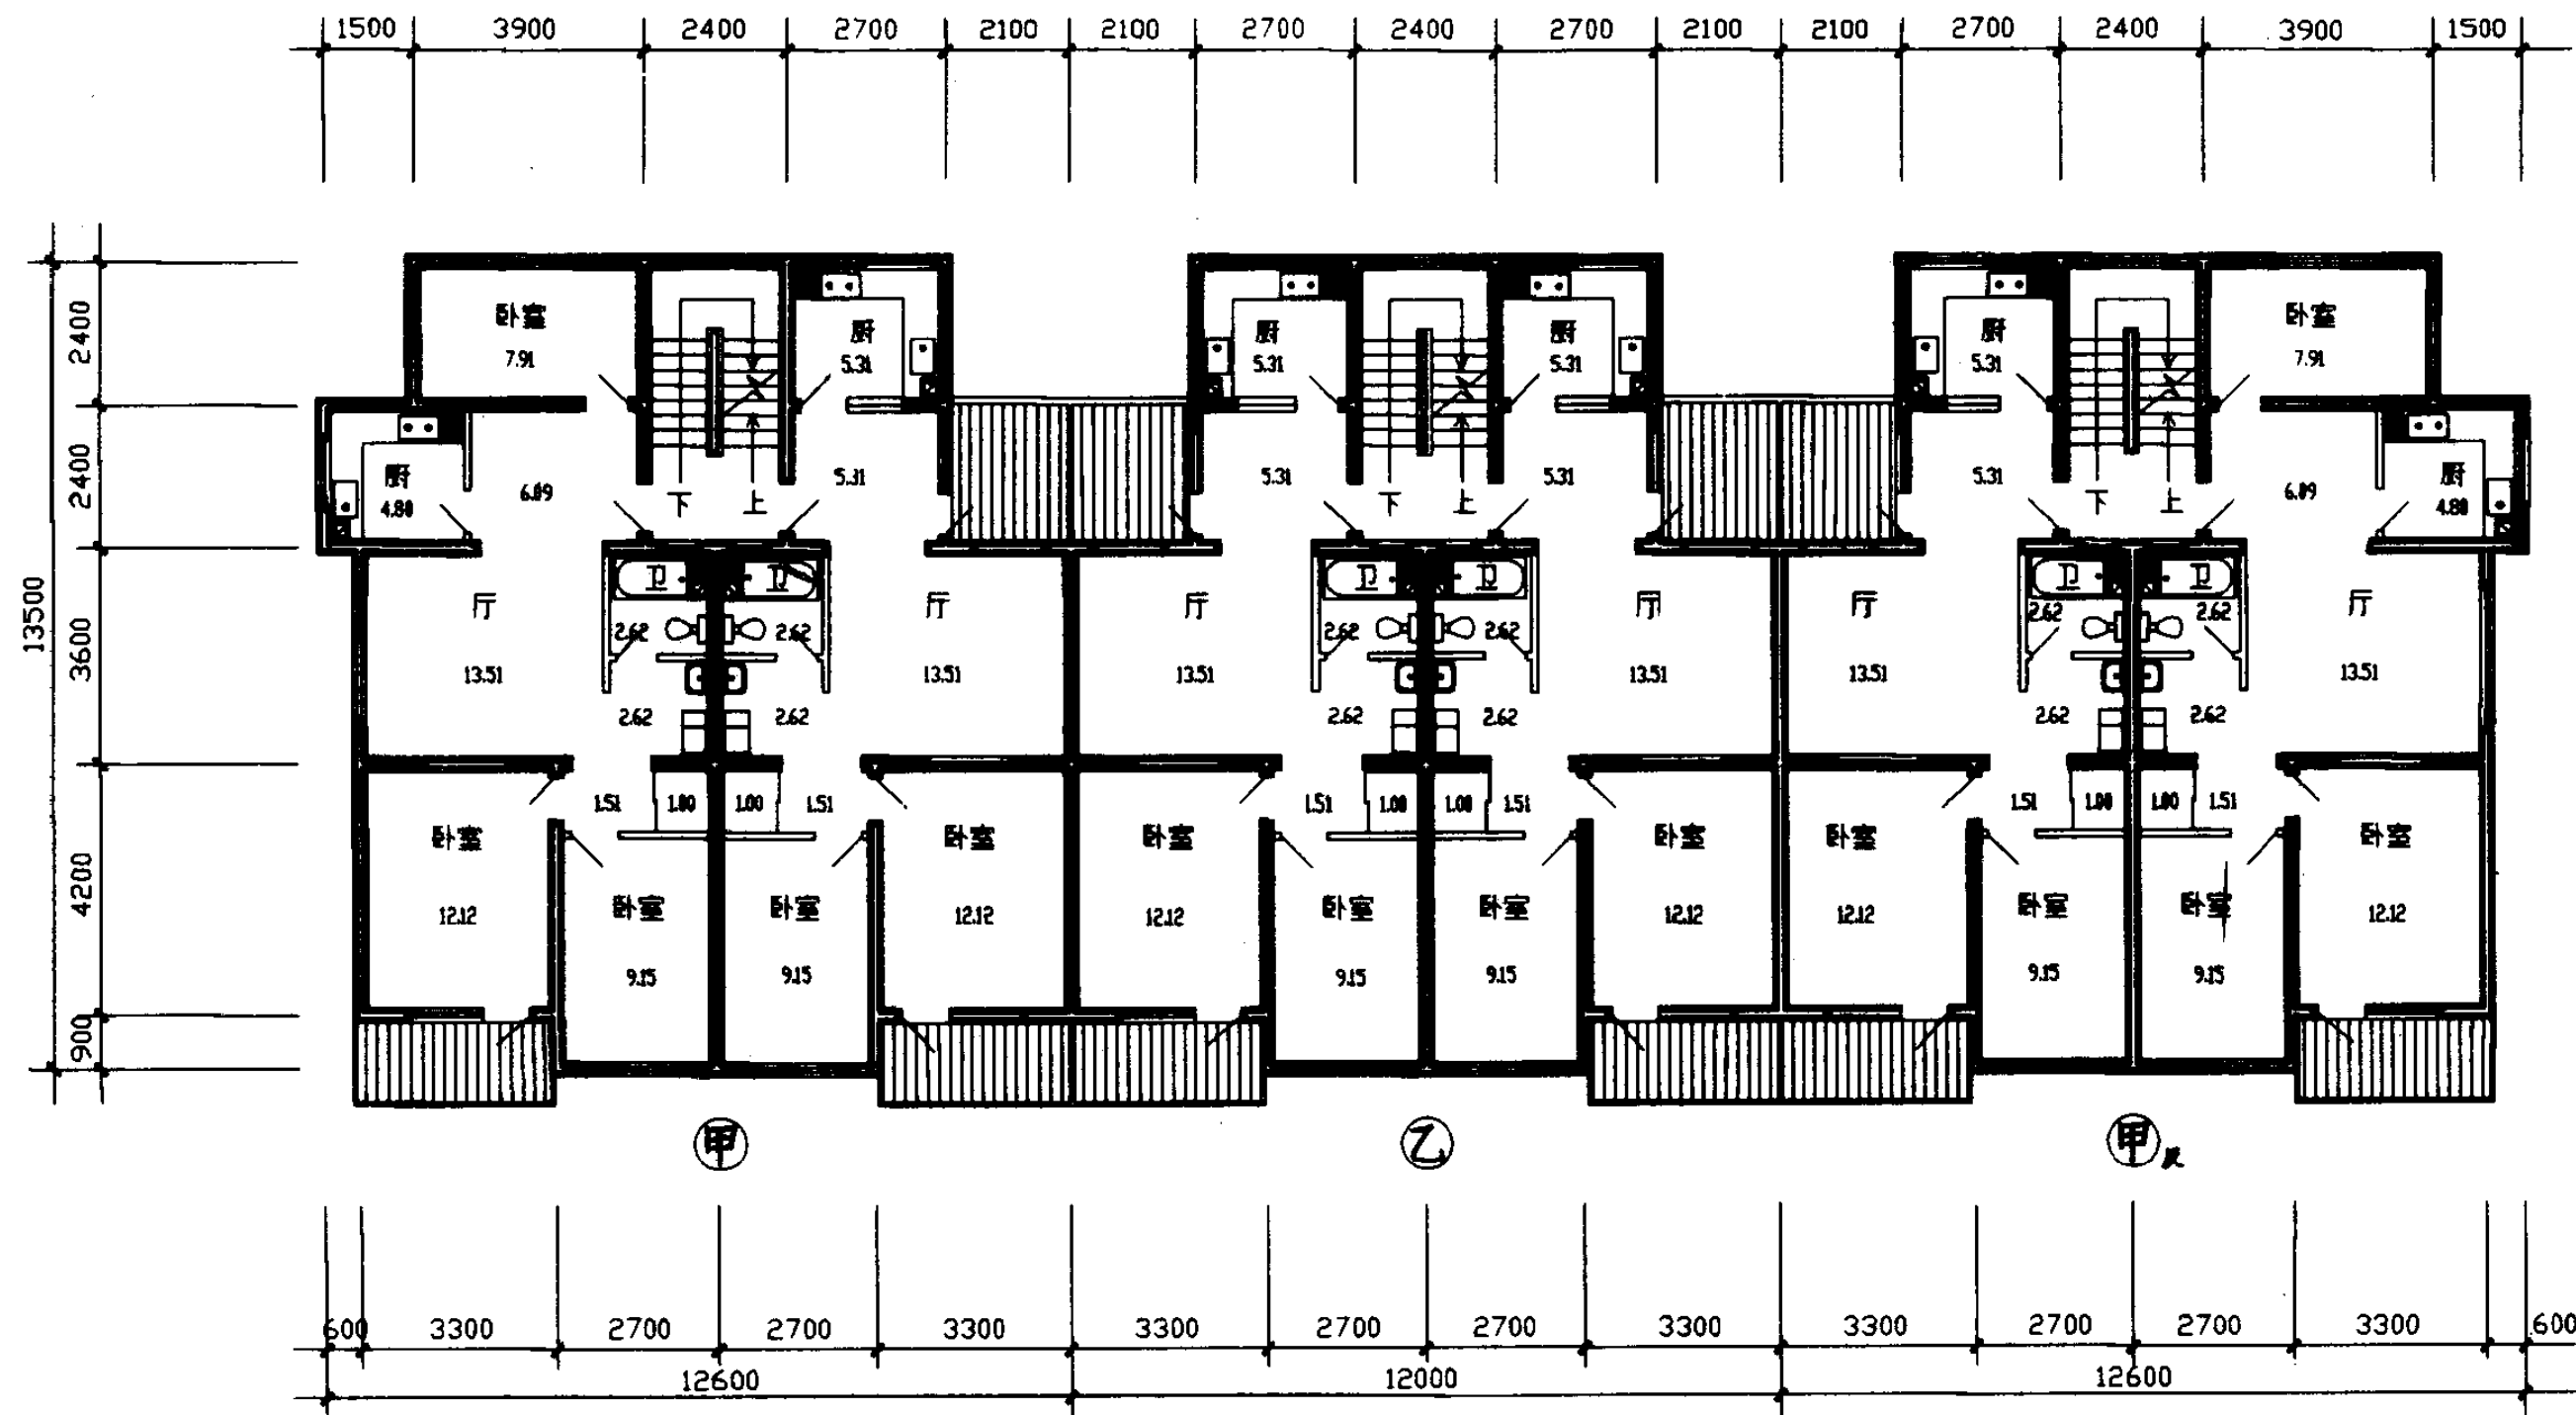 1500 3900 2400 2700 2100 2100 2700 2400 2700 2100 2100 2700 2400 3900 1500
13500
2400
2400
3600
4200
900
卧室 厨 厨 厨 厨 卧室
7.91 5.31 5.31 5.31 5.31 7.91
厨 厨
4.80 6.09 下 上 5.31 5.31 下 上 5.31 5.31 下 上 6.09 4.80
卫 卫 卫 卫 卫 卫
厅 厅 厅 厅 厅 厅
2.62 2.62 2.62 2.62 2.62 2.62
13.51 13.51 13.51 13.51 13.51 13.51
2.62 2.62 2.62 2.62 2.62 2.62
1.51 1.00 1.00 1.51 1.51 1.00 1.00 1.51 1.51 1.00 1.00 1.51
卧室 卧室 卧室 卧室 卧室 卧室
12.12 12.12 12.12 12.12 12.12 12.12
卧室 卧室 卧室 卧室 卧室 卧室
9.15 9.15 9.15 9.15 9.15 9.15
甲 乙 甲反
600 3300 2700 2700 3300 3300 2700 2700 3300 3300 2700 2700 3300 600
12600 12000 12600